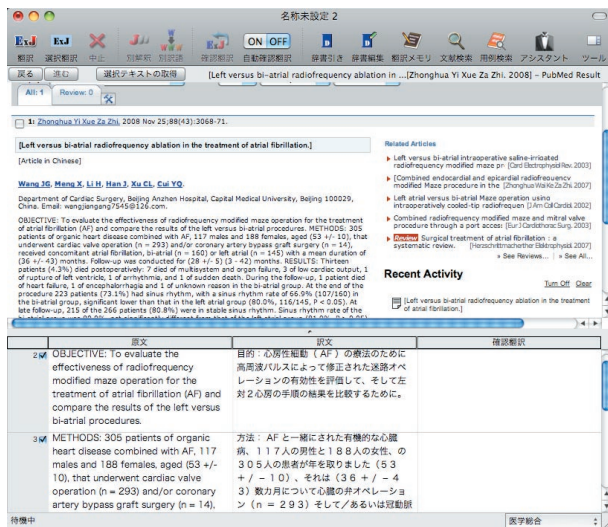 名称未設定 2
翻訳 選択翻訳 中止 別解釈 別訳語 確認翻訳 自動確認翻訳 辞書引き 辞書編集 翻訳メモリ 文献検索 用例検索 アシスタント ツール
ON OFF
戻る 進む 選択テキストの取得 [Left versus bi-atrial radiofrequency ablation in ...[Zhonghua Yi Xue Za Zhi. 2008] – PubMed Result
All: 1 Review: 0
1: Zhonghua Yi Xue Za Zhi. 2008 Nov 25;88(43):3068-71.
[Left versus bi-atrial radiofrequency ablation in the treatment of atrial fibrillation.]
[Article in Chinese]
Wang JG, Meng X, Li H, Han J, Xu CL, Cui YQ.
Department of Cardiac Surgery, Beijing Anzhen Hospital, Capital Medical University, Beijing 100029,
China. Email: wangjiangang7545@126.com.
OBJECTIVE: To evaluate the effectiveness of radiofrequency modified maze operation for the treatment
of atrial fibrillation (AF) and compare the results of the left versus bi-atrial procedures. METHODS: 305
patients of organic heart disease combined with AF, 117 males and 188 females, aged (53 +/- 10), that
underwent cardiac valve operation (n = 293) and/or coronary artery bypass graft surgery (n = 14),
received concomitant atrial fibrillation, bi-atrial (n = 160) or left atrial (n = 145) with a mean duration of
(36 +/- 43) months. Follow-up was conducted for (28 +/- 5) (3 - 42) months. RESULTS: Thirteen
patients (4.3%) died postoperatively: 7 died of multisystem and organ failure, 3 of low cardiac output, 1
of rupture of left ventricle, 1 of arrhythmia, and 1 of sudden death. During the follow-up, 1 patient died
of heart failure, 1 of encephalorrhagia and 1 of unknown reason in the bi-atrial group. At the end of the
procedure 223 patients (73.1%) had sinus rhythm, with a sinus rhythm rate of 66.9% (107/160) in
the bi-atrial group, significant lower than that in the left atrial group (80.0%, 116/145, P < 0.05). At
late follow-up, 215 of the 266 patients (80.8%) were in stable sinus rhythm. Sinus rhythm rate of the
Related Articles
Left versus bi-atrial intraoperative saline-irrigated
radiofrequency modified maze pr· [Card Electrophysiol Rev. 2003]
[Combined endocardial and epicardial radiofrequency
modified Maze procedure in the [Zhonghua Wai Ke Za Zhi. 2007]
Left atrial versus bi-atrial Maze operation using
intraoperatively cooled-tip radiofrequen [J Am Coll Cardiol. 2002]
Combined radiofrequency modified maze and mitral valve
procedure through a port access: [Eur J Cardiothorac Surg. 2003]
Review Surgical treatment of atrial fibrillation : a
systematic review. [Herzschrittmacherther Elektrophysiol. 2007]
» See Reviews... | » See All...
Recent Activity
Turn Off Clear
[Left versus bi-atrial radiofrequency ablation in the treatment
of atrial fibrillation.]
原文 訳文 確認翻訳
2 OBJECTIVE: To evaluate the
effectiveness of radiofrequency
modified maze operation for the
treatment of atrial fibrillation (AF) and
compare the results of the left versus
bi-atrial procedures.
目的：心房性細動（ＡＦ）の療法のために
高周波パルスによって修正された迷路オペ
レーションの有効性を評価して、そして左
対２心房の手順の結果を比較するために。
3 METHODS: 305 patients of organic
heart disease combined with AF, 117
males and 188 females, aged (53 +/-
10), that underwent cardiac valve
operation (n = 293) and/or coronary
artery bypass graft surgery (n = 14),
方法： AF と一緒にされた有機的な心臓
病、１１７人の男性と１８８人の女性、の
３０５人の患者が年を取りました（５３
＋／－１０）、それは（３６＋／－４
３）数カ月について心臓の弁オペレーショ
ン（ｎ＝２９３）そして／あるいは冠動脈
待機中 医学総合